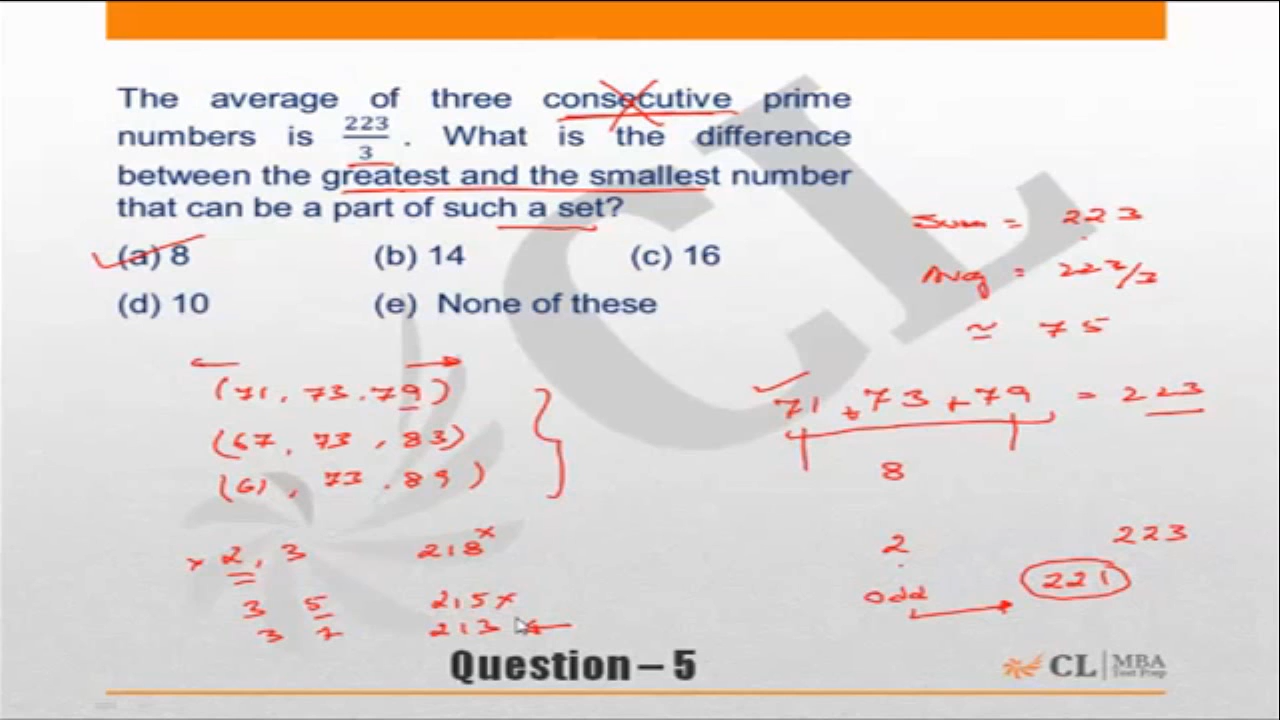 The average of three consecutive prime
numbers is 223/3 . What is the difference
between the greatest and the smallest number
that can be a part of such a set?
(a) 8 (b) 14 (c) 16
(d) 10 (e) None of these
Sum = 223
Avg = 223/3
≈ 75
(71, 73, 79)
(67, 73, 83)
(61, 73, 89)
71 + 73 + 79 = 223
8
x 2, 3 218 x
3 5 215 x
3 7 213
2 223
odd 221
CL
Question – 5
CL MBA
Test Prep